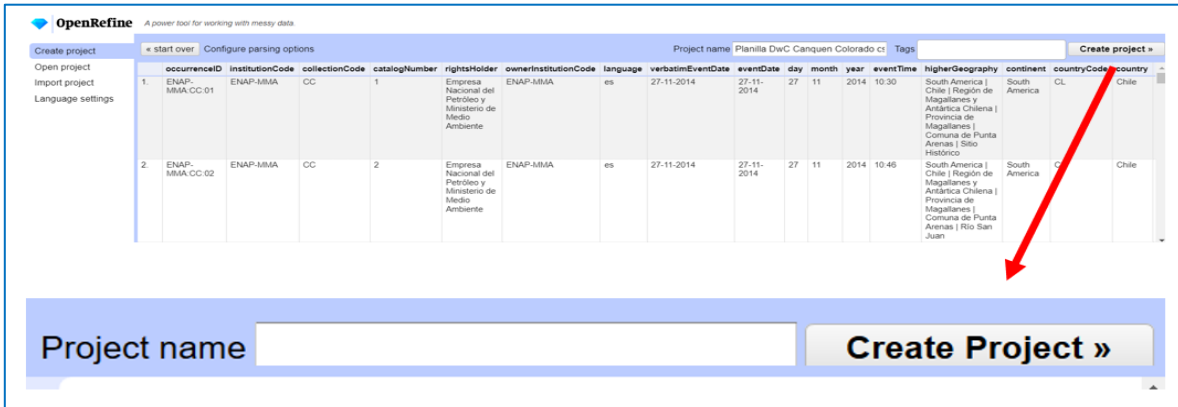 OpenRefine A power tool for working with messy data.
Create project
Open project
Import project
Language settings
« start over Configure parsing options Project name Planilla DwC Canquen Colorado cs Tags Create project »
occurrenceID institutionCode collectionCode catalogNumber rightsHolder ownerInstitutionCode language verbatimEventDate eventDate day month year eventTime higherGeography continent countryCode country
1. ENAP- ENAP-MMA CC 1 Empresa ENAP-MMA es 27-11-2014 27-11- 27 11 2014 10:30 South America | South CL Chile
MMA:CC:01 Nacional del 2014 Chile | Región de America
Petróleo y Magallanes y
Ministerio de Antártica Chilena |
Medio Provincia de
Ambiente Magallanes |
Comuna de Punta
Arenas | Sitio
Histórico
2. ENAP- ENAP-MMA CC 2 Empresa ENAP-MMA es 27-11-2014 27-11- 27 11 2014 10:46 South America | South Chile
MMA:CC:02 Nacional del 2014 Chile | Región de America
Petróleo y Magallanes y
Ministerio de Antártica Chilena |
Medio Provincia de
Ambiente Magallanes |
Comuna de Punta
Arenas | Río San
Juan
Project name Create Project »